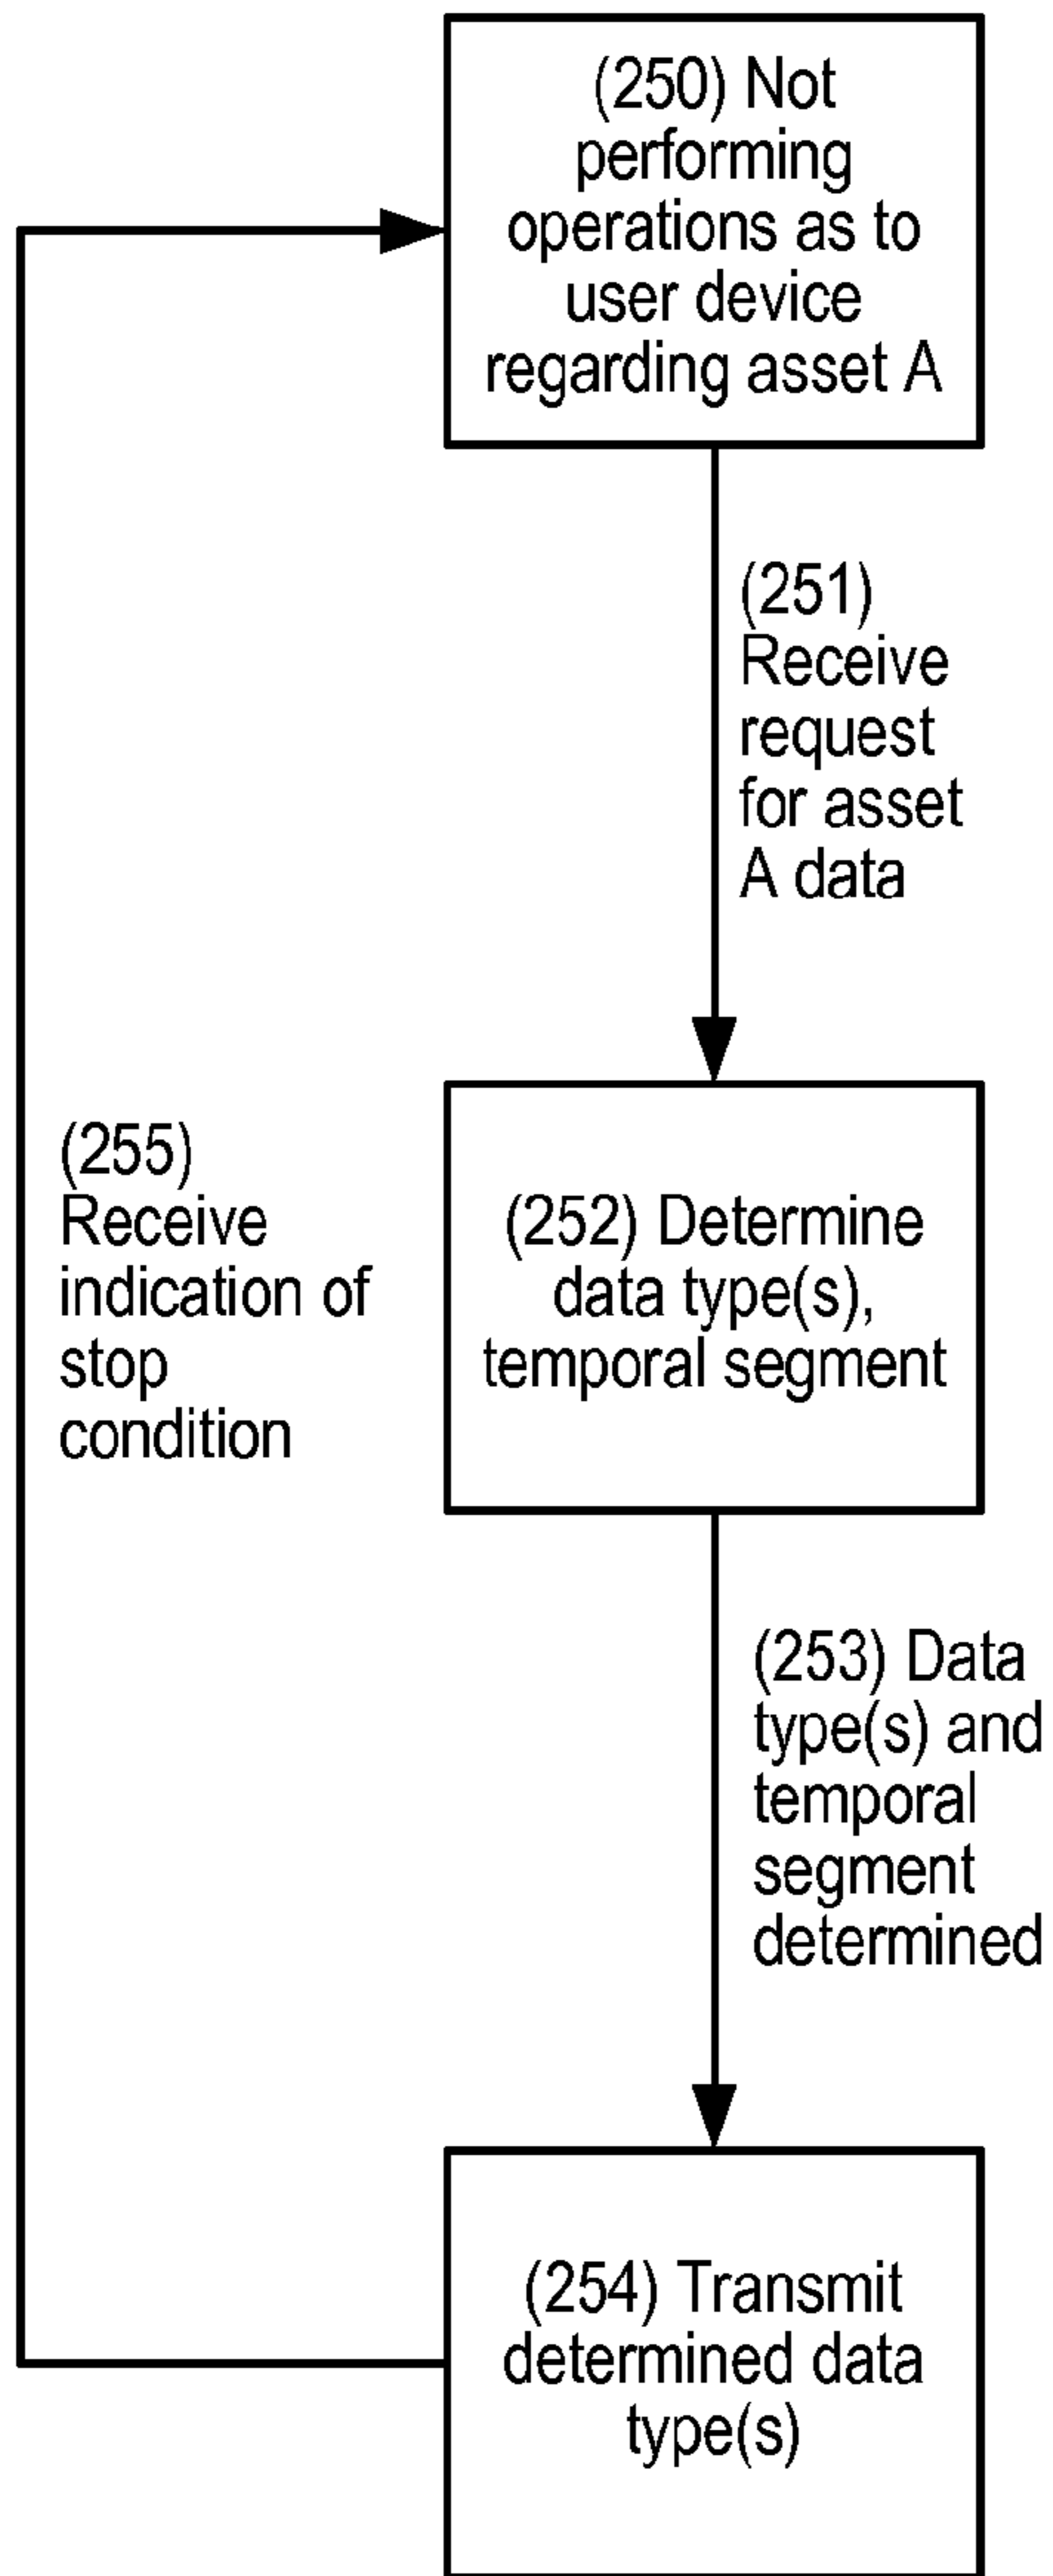 (250) Not
performing
operations as to
user device
regarding asset A
(251)
Receive
request
for asset
A data
(255)
Receive
indication of
stop
condition
(252) Determine
data type(s),
temporal segment
(253) Data
type(s) and
temporal
segment
determined
(254) Transmit
determined data
type(s)